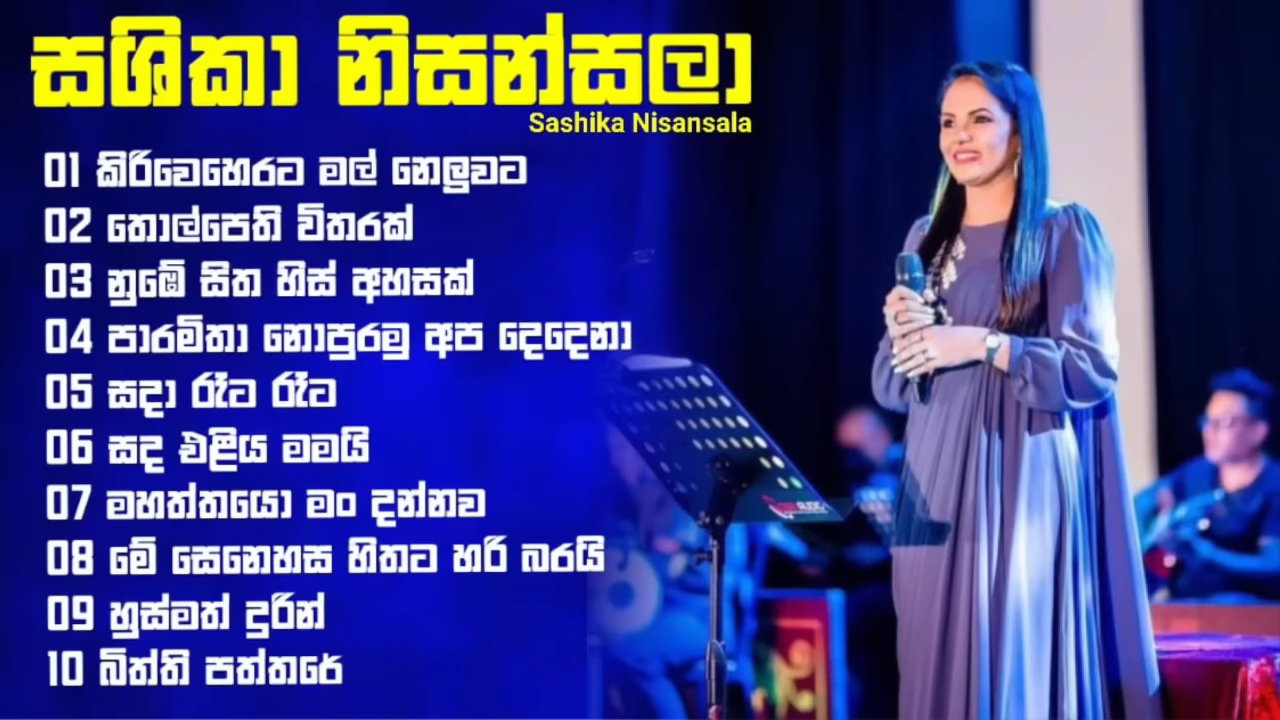 සශිකා නිසන්සලා
Sashika Nisansala
01 කිරිවෙහෙරට මල් නෙලුවට
02 තොල්පෙති විතරක්
03 නුඹේ සිත හිස් අහසක්
04 පාරමිතා නොපුරමු අප දෙදෙනා
05 සදා රෑට රෑට
06 සද එළිය මමයි
07 මහත්තයො මං දන්නව
08 මේ සෙනෙහස හිතට හරි බරයි
09 හුස්මත් දුරින්
10 බිත්ති පත්තරේ